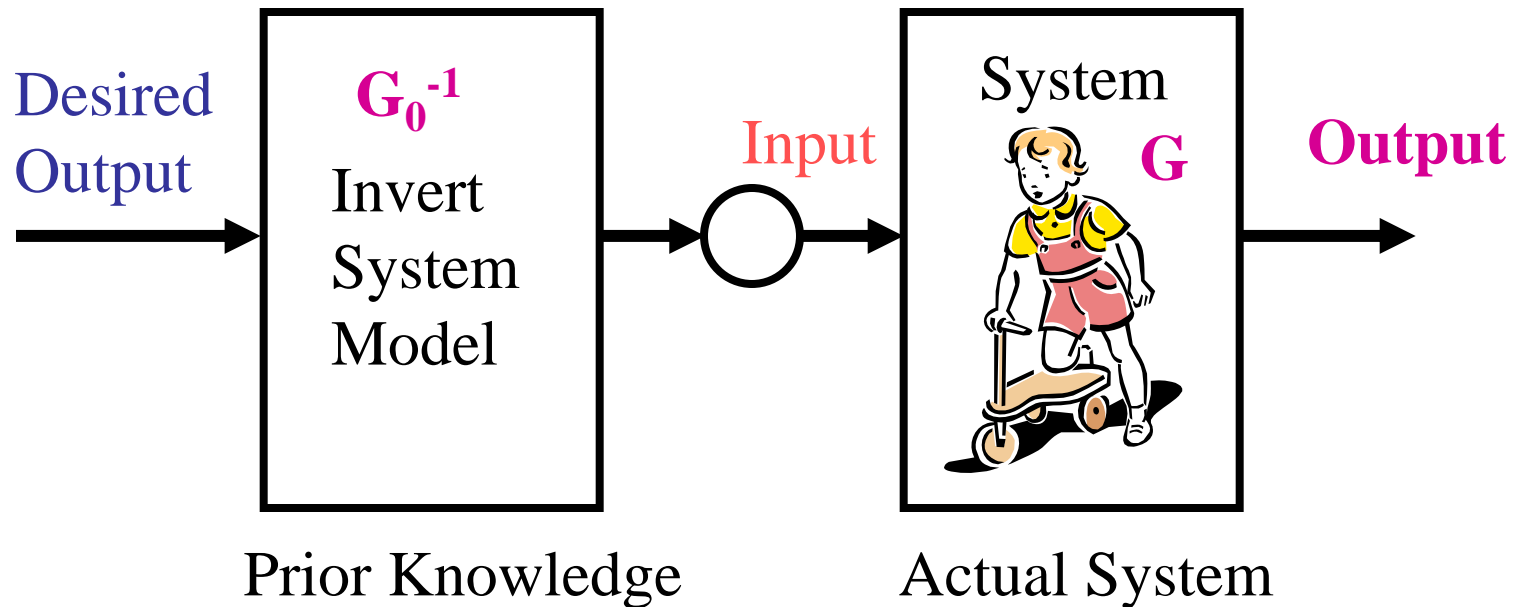 Desired
Output
G₀⁻¹
Invert
System
Model
Input
System
G
Output
Prior Knowledge
Actual System